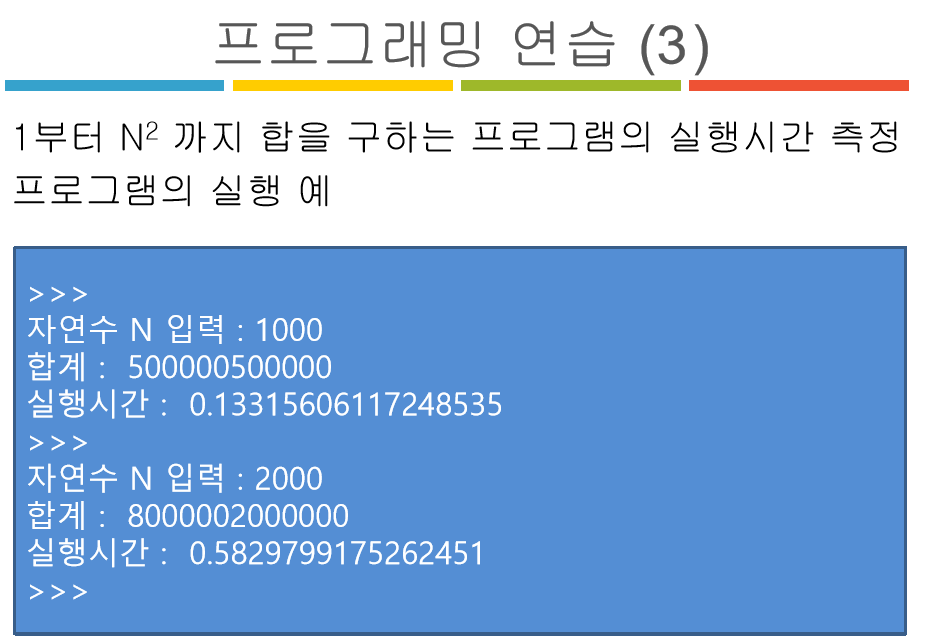 프로그래밍 연습 (3)
1부터 N² 까지 합을 구하는 프로그램의 실행시간 측정
프로그램의 실행 예
>>>
자연수 N 입력 : 1000
합계 :  500000500000
실행시간 :  0.13315606117248535
>>>
자연수 N 입력 : 2000
합계 :  8000002000000
실행시간 :  0.5829799175262451
>>>